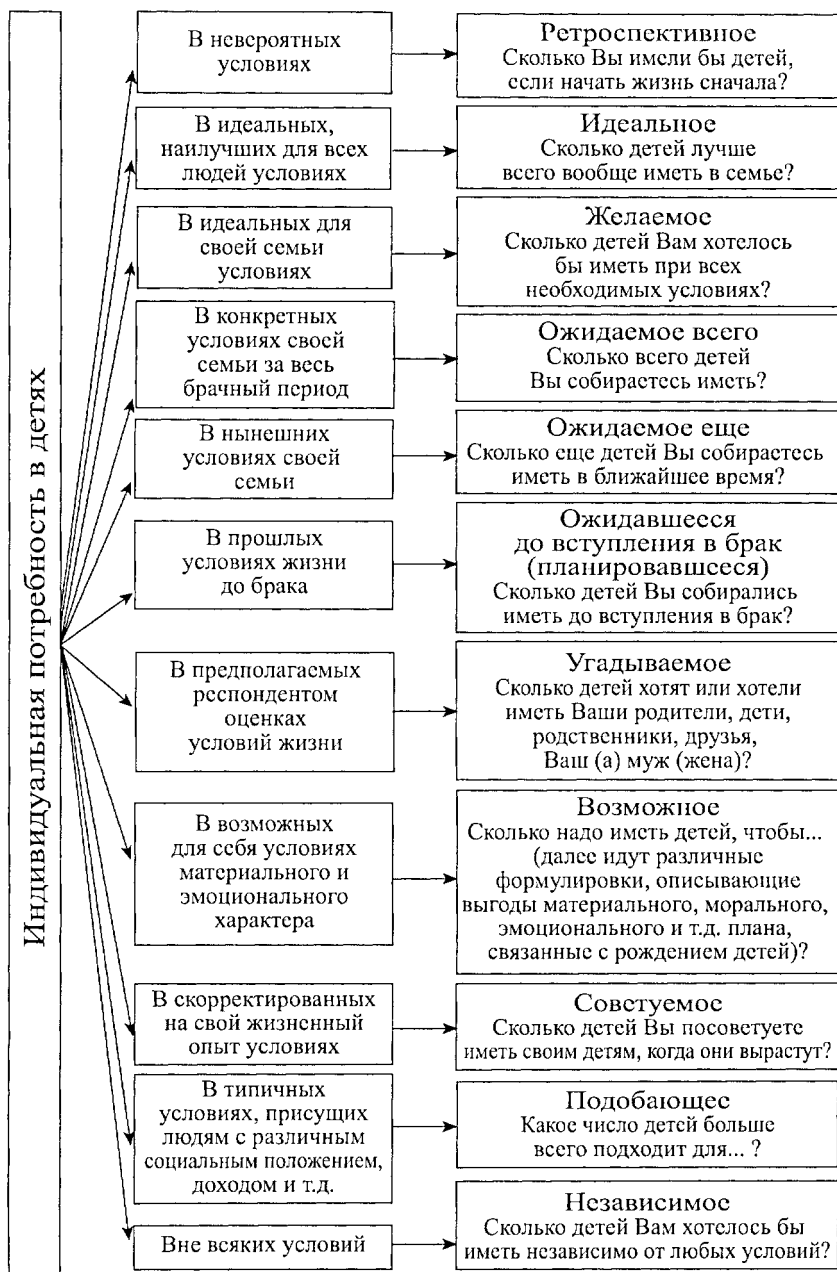 Индивидуальная потребность в детях
В невероятных
условиях
Ретроспективное
Сколько Вы имели бы детей,
если начать жизнь сначала?
В идеальных,
наилучших для всех
людей условиях
Идеальное
Сколько детей лучше
всего вообще иметь в семье?
В идеальных для
своей семьи
условиях
Желаемое
Сколько детей Вам хотелось
бы иметь при всех
необходимых условиях?
В конкретных
условиях своей
семьи за весь
брачный период
Ожидаемое всего
Сколько всего детей
Вы собираетесь иметь?
В нынешних
условиях своей
семьи
Ожидаемое еще
Сколько еще детей Вы собираетесь
иметь в ближайшее время?
В прошлых
условиях жизни
до брака
Ожидавшееся
до вступления в брак
(планировавшееся)
Сколько детей Вы собирались
иметь до вступления в брак?
В предполагаемых
респондентом
оценках
условий жизни
Угадываемое
Сколько детей хотят или хотели
иметь Ваши родители, дети,
родственники, друзья,
Ваш (а) муж (жена)?
В возможных
для себя условиях
материального и
эмоционального
характера
Возможное
Сколько надо иметь детей, чтобы...
(далее идут различные
формулировки, описывающие
выгоды материального, морального,
эмоционального и т.д. плана,
связанные с рождением детей)?
В скорректированных
на свой жизненный
опыт условиях
Советуемое
Сколько детей Вы посоветуете
иметь своим детям, когда они вырастут?
В типичных
условиях, присущих
людям с различным
социальным положением,
доходом и т.д.
Подобающее
Какое число детей больше
всего подходит для... ?
Вне всяких условий
Независимое
Сколько детей Вам хотелось бы
иметь независимо от любых условий?